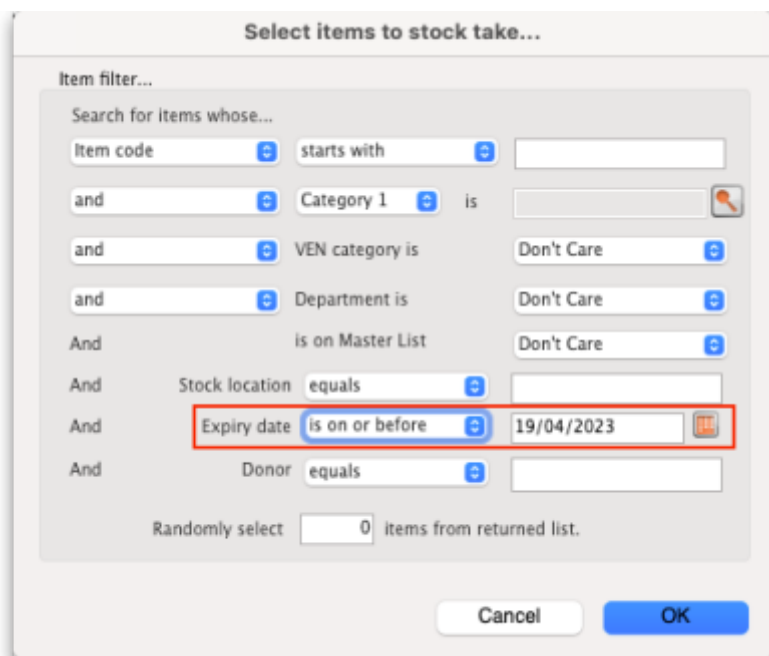 Select items to stock take...
Item filter...
Search for items whose...
Item code starts with
and Category 1 is
and VEN category is Don't Care
and Department is Don't Care
And is on Master List Don't Care
And Stock location equals
And Expiry date is on or before 19/04/2023
And Donor equals
Randomly select 0 items from returned list.
Cancel OK